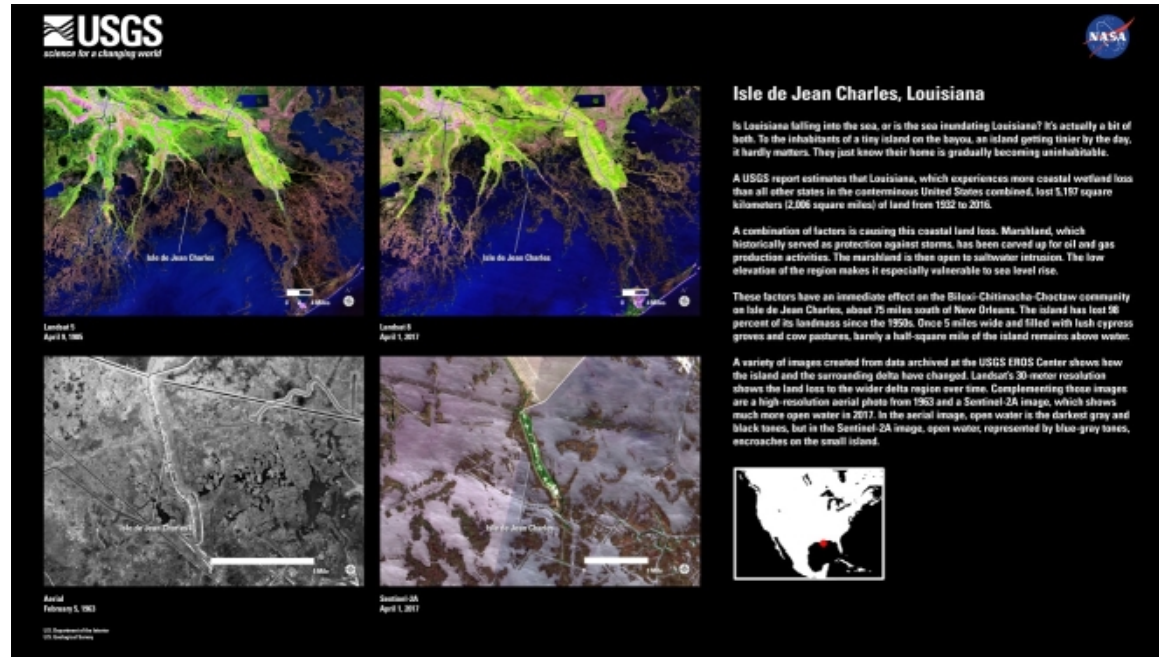 USGS
science for a changing world
NASA
Isle de Jean Charles
Miles
Landsat 5
April 9, 1985
Isle de Jean Charles
Miles
Landsat 8
April 1, 2017
Isle de Jean Charles
1 Mile
Aerial
February 5, 1963
Isle de Jean Charles
1 Mile
Sentinel-2A
April 1, 2017
U.S. Department of the Interior
U.S. Geological Survey
Isle de Jean Charles, Louisiana
Is Louisiana falling into the sea, or is the sea inundating Louisiana? It's actually a bit of
both. To the inhabitants of a tiny island on the bayou, an island getting tinier by the day,
it hardly matters. They just know their home is gradually becoming uninhabitable.
A USGS report estimates that Louisiana, which experiences more coastal wetland loss
than all other states in the conterminous United States combined, lost 5,197 square
kilometers (2,006 square miles) of land from 1932 to 2016.
A combination of factors is causing this coastal land loss. Marshland, which
historically served as protection against storms, has been carved up for oil and gas
production activities. The marshland is then open to saltwater intrusion. The low
elevation of the region makes it especially vulnerable to sea level rise.
These factors have an immediate effect on the Biloxi-Chitimacha-Choctaw community
on Isle de Jean Charles, about 75 miles south of New Orleans. The island has lost 98
percent of its landmass since the 1950s. Once 5 miles wide and filled with lush cypress
groves and cow pastures, barely a half-square mile of the island remains above water.
A variety of images created from data archived at the USGS EROS Center shows how
the island and the surrounding delta have changed. Landsat's 30-meter resolution
shows the land loss to the wider delta region over time. Complementing those images
are a high-resolution aerial photo from 1963 and a Sentinel-2A image, which shows
much more open water in 2017. In the aerial image, open water is the darkest gray and
black tones, but in the Sentinel-2A image, open water, represented by blue-gray tones,
encroaches on the small island.